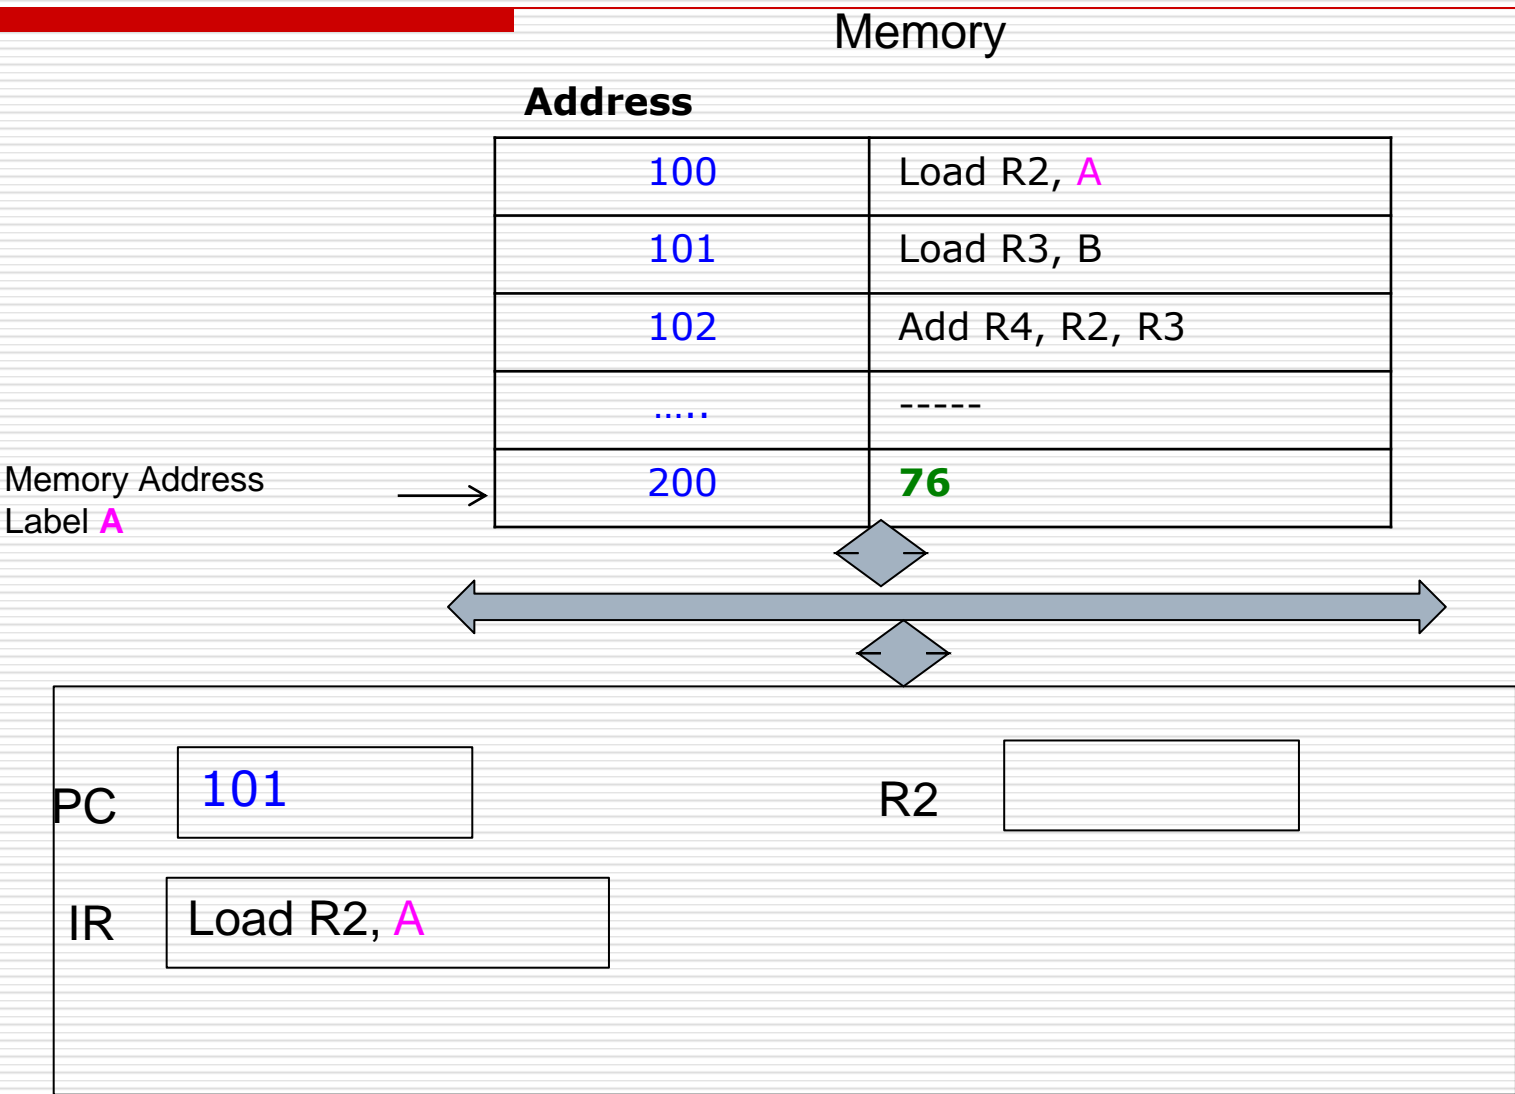 Memory
Address
100 Load R2, A
101 Load R3, B
102 Add R4, R2, R3
..... -----
Memory Address
Label A
200 76
PC 101
R2
IR Load R2, A